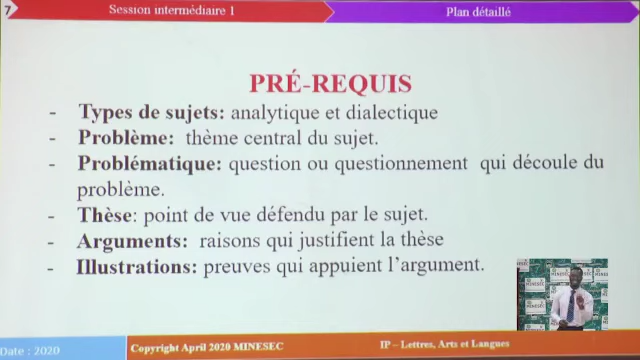 7
Session intermédiaire 1
Plan détaillé
PRÉ-REQUIS
- Types de sujets: analytique et dialectique
- Problème: thème central du sujet.
- Problématique: question ou questionnement qui découle du
problème.
- Thèse: point de vue défendu par le sujet.
- Arguments: raisons qui justifient la thèse
- Illustrations: preuves qui appuient l'argument.
MINESEC
Date : 2020
Copyright April 2020 MINESEC
IP – Lettres, Arts et Langues